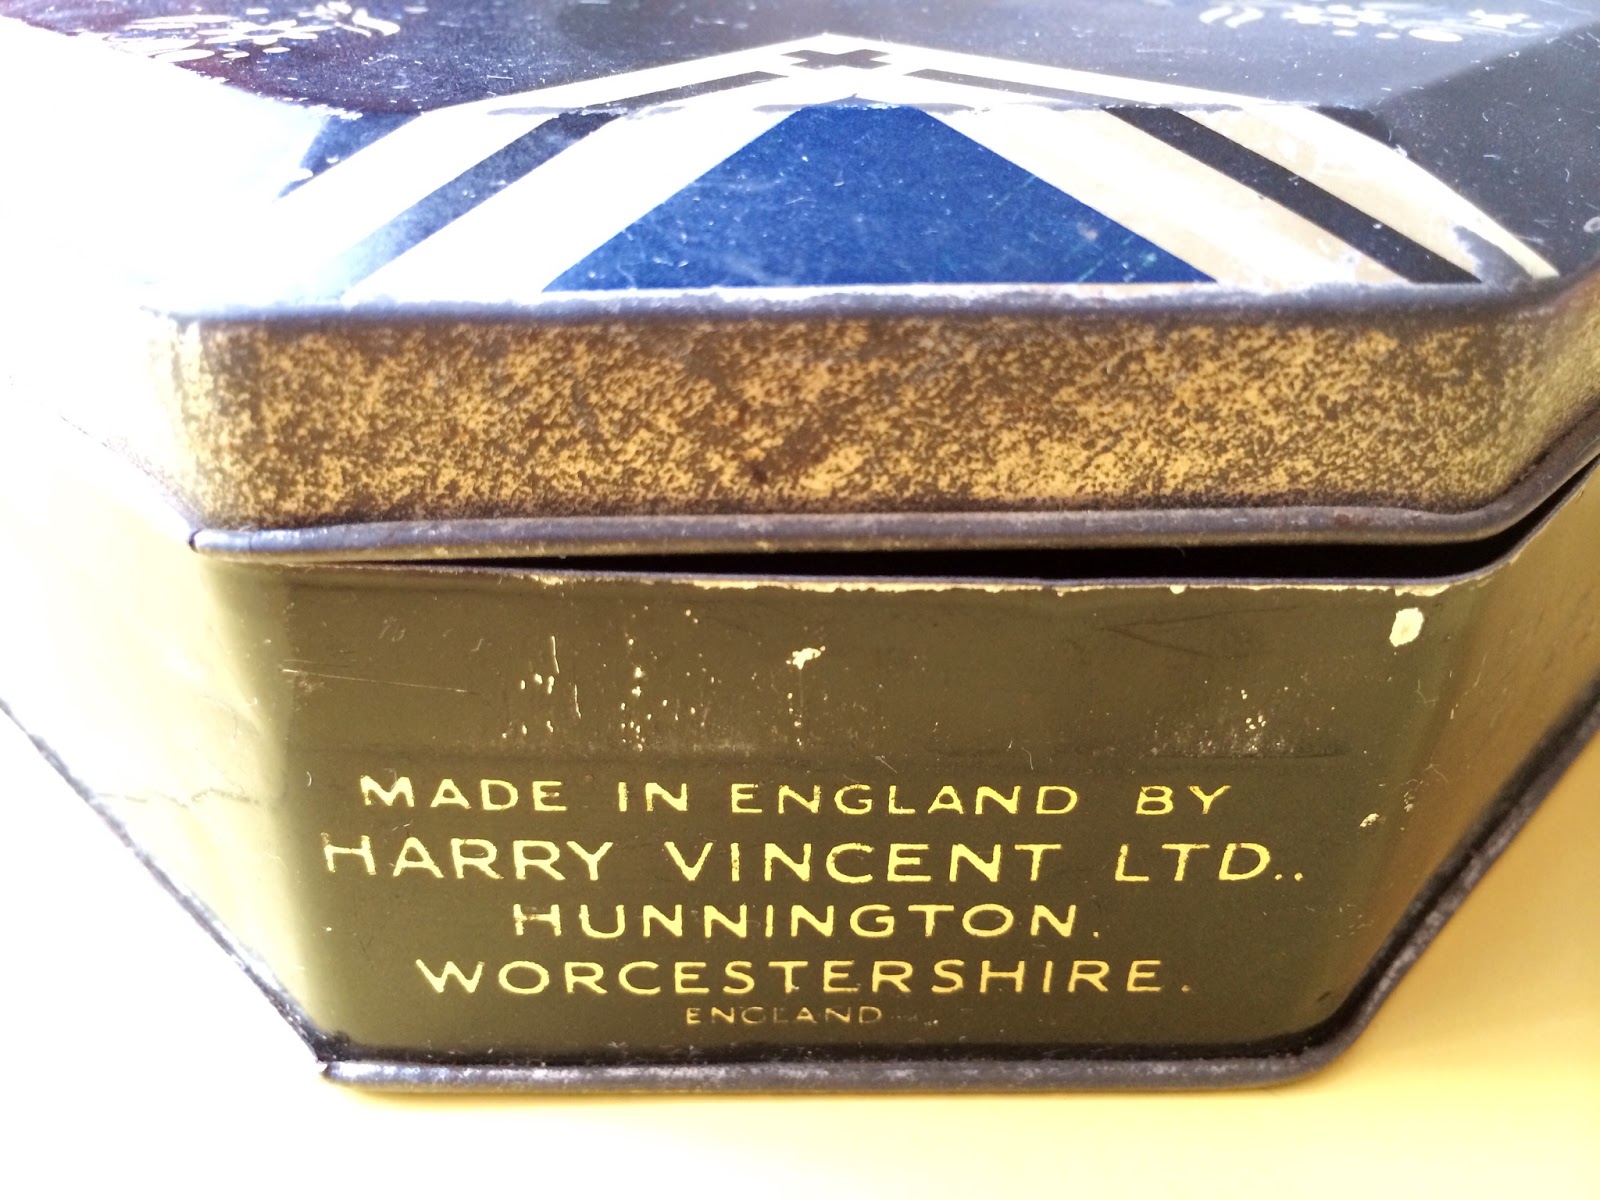 MADE IN ENGLAND BY
HARRY VINCENT LTD..
HUNNINGTON.
WORCESTERSHIRE.
ENGLAND